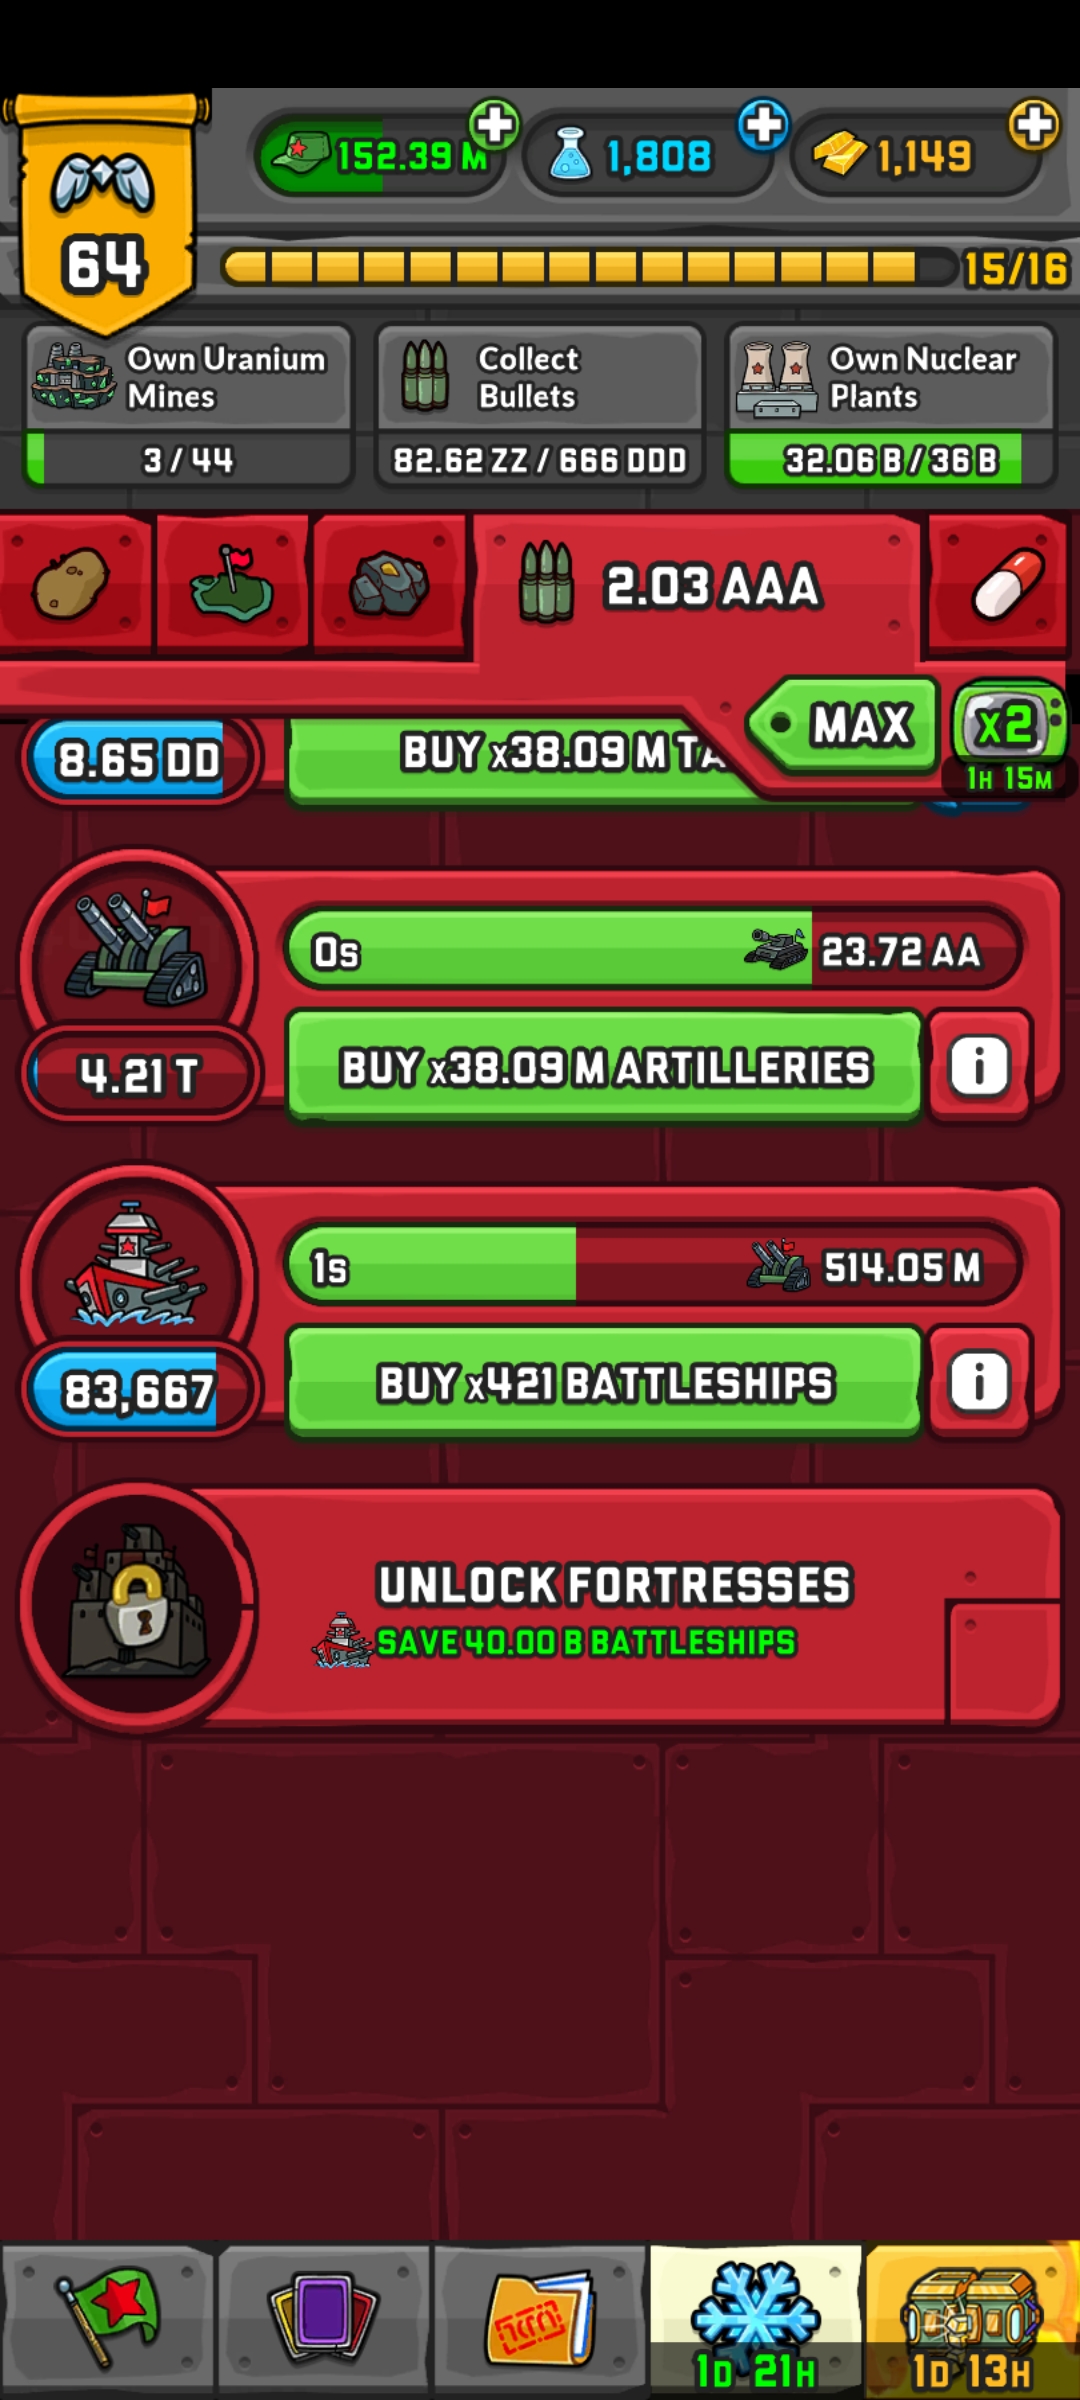 152.39 M
1,808
1,149
64
15/16
Own Uranium
Mines
3 / 44
Collect
Bullets
82.62 ZZ / 666 DDD
Own Nuclear
Plants
32.06 B / 36 B
2.03 AAA
MAX
x2
1H 15M
8.65 DD
BUY x38.09 M TA
0s
23.72 AA
4.21 T
BUY x38.09 M ARTILLERIES
i
1s
514.05 M
83,667
BUY x421 BATTLESHIPS
i
UNLOCK FORTRESSES
SAVE 40.00 B BATTLESHIPS
1D 21H
1D 13H